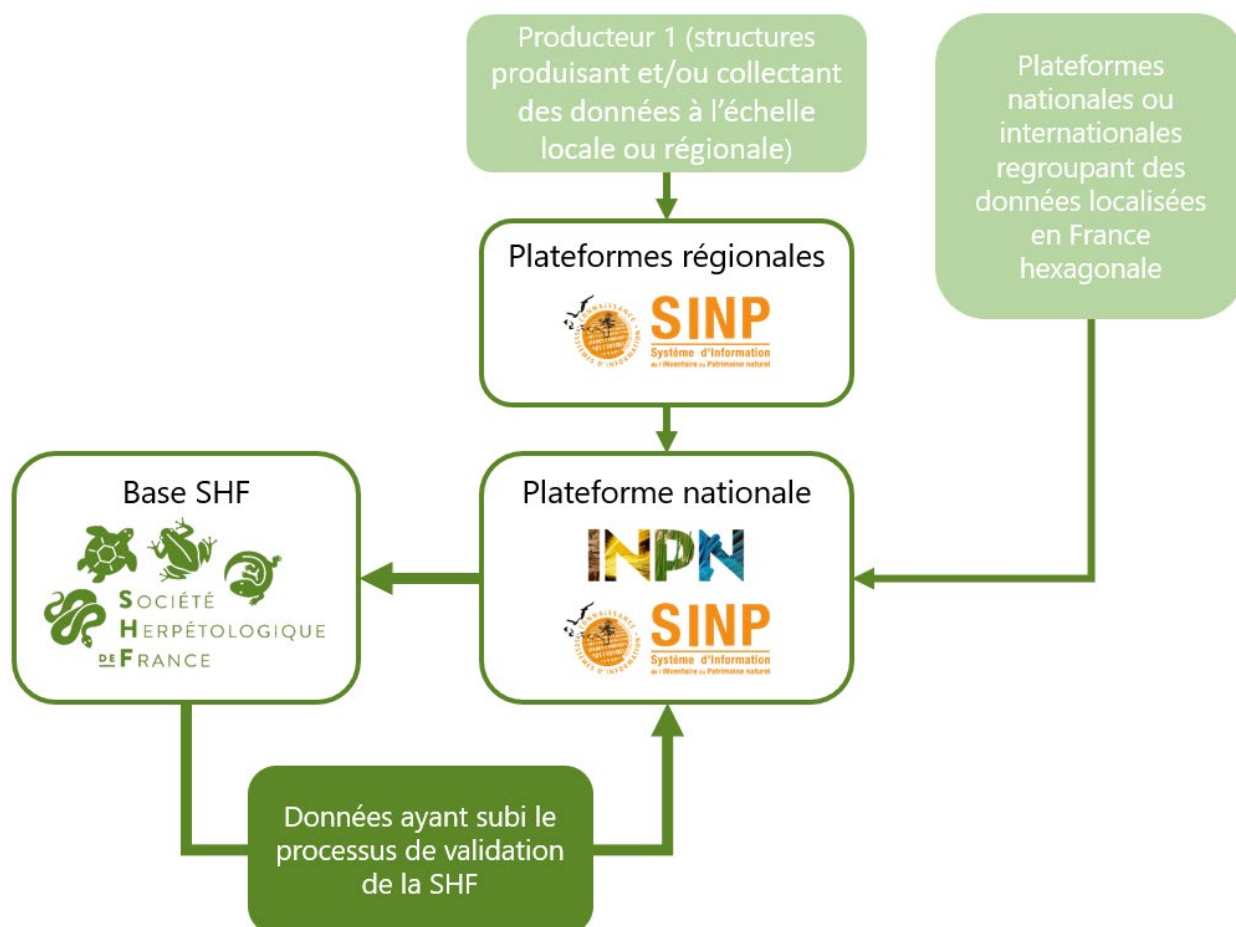 Producteur 1 (structures
produisant et/ou collectant
des données à l'échelle
locale ou régionale)
Plateformes
nationales ou
internationales
regroupant des
données localisées
en France
hexagonale
Plateformes régionales
SINP
Système d'Information
de l'iNventaire du Patrimoine naturel
Base SHF
SOCIÉTÉ
HERPÉTOLOGIQUE
DE FRANCE
Plateforme nationale
INPN
SINP
Système d'Information
de l'iNventaire du Patrimoine naturel
Données ayant subi le
processus de validation
de la SHF